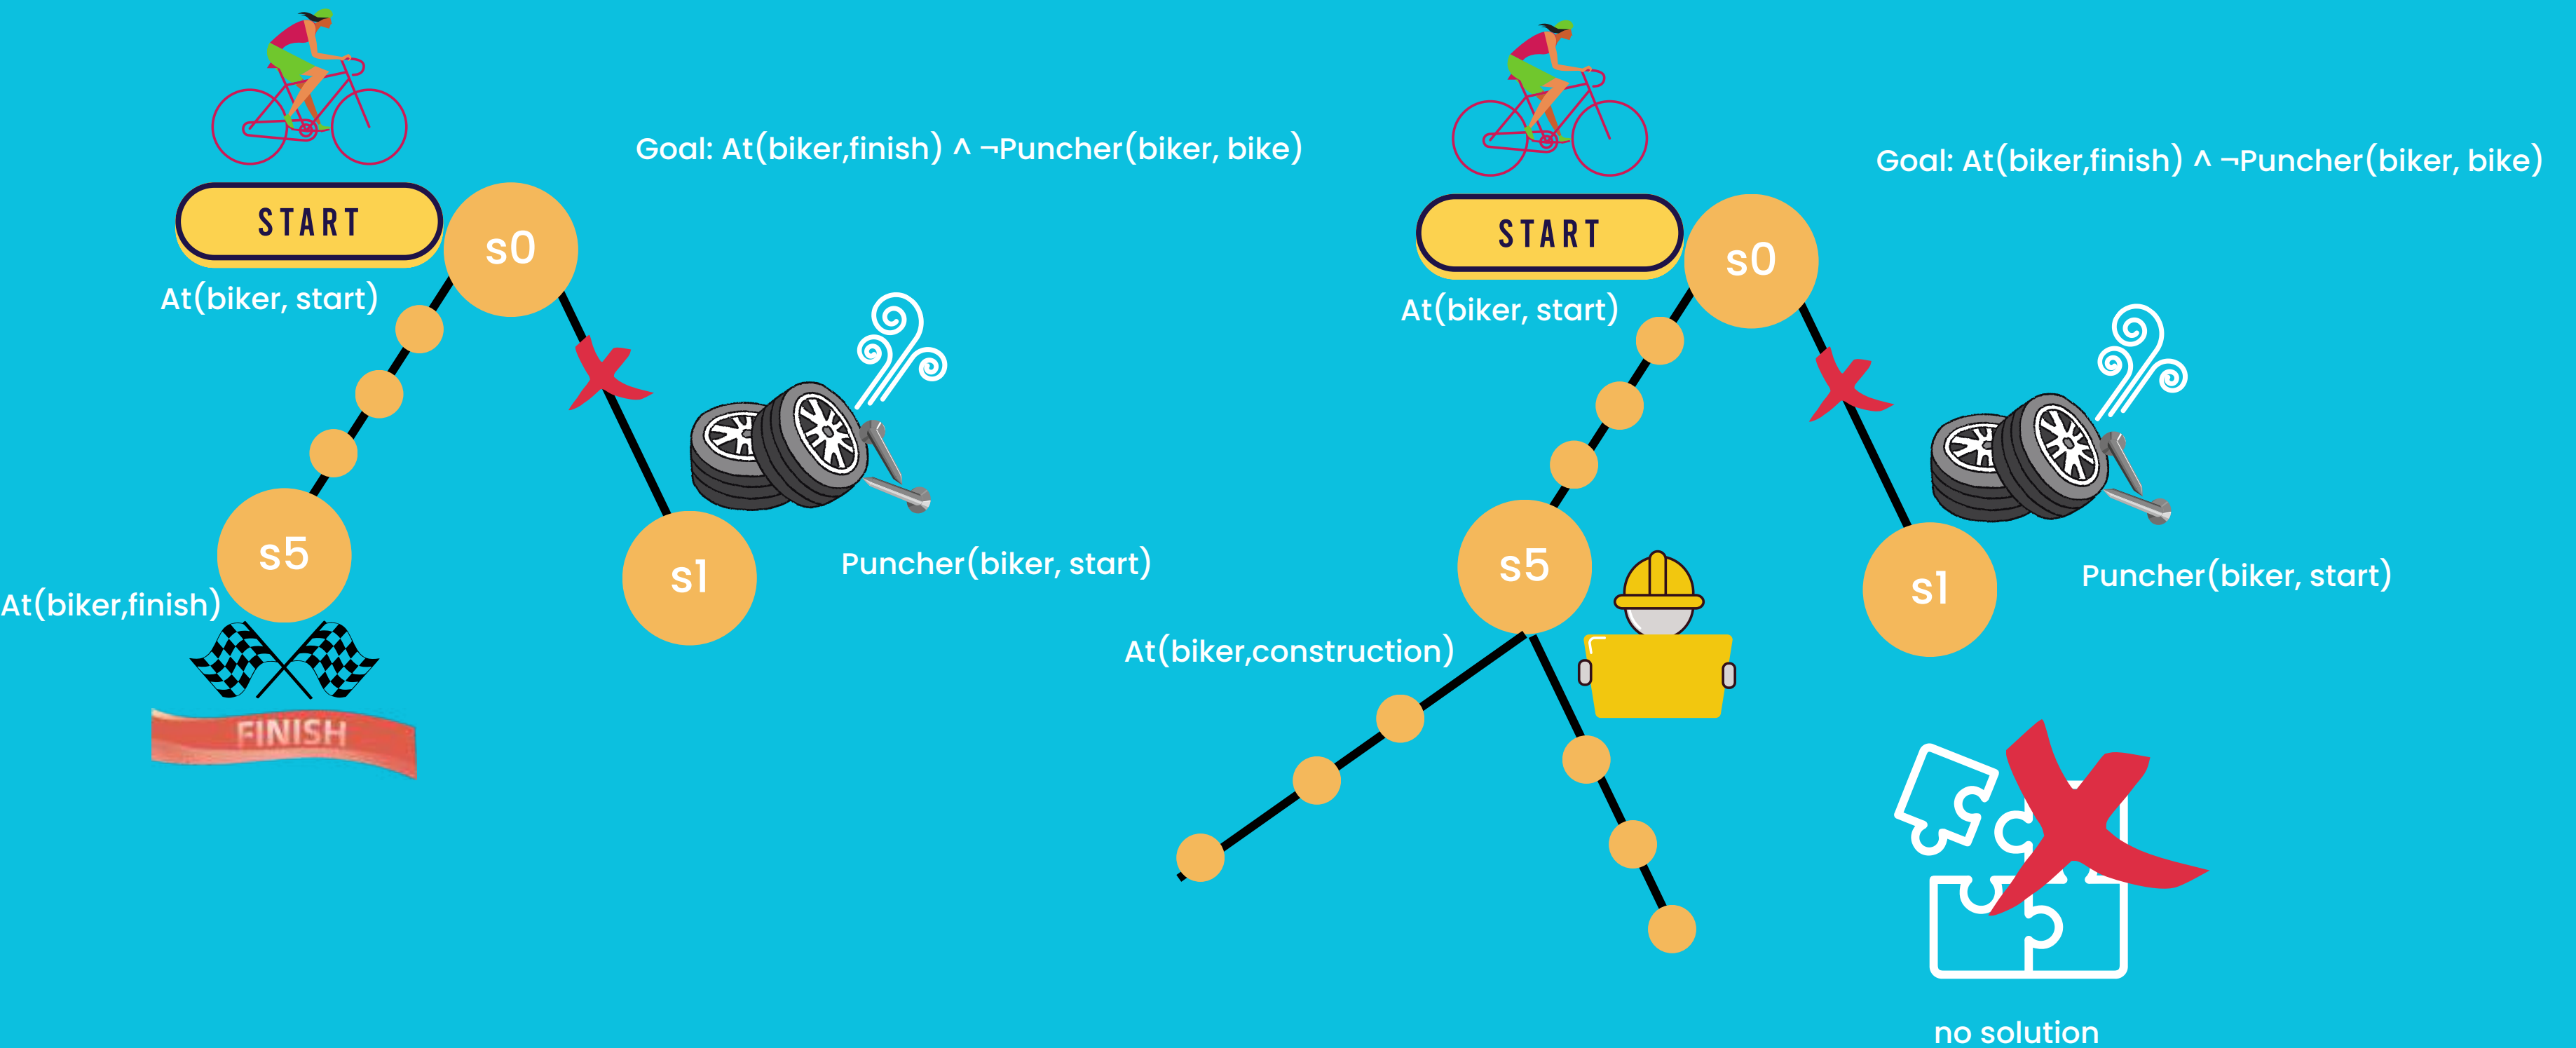 Goal: At(biker,finish) ^ ¬Puncher(biker, bike)
START
s0
At(biker, start)
s5
s1
Puncher(biker, start)
At(biker,finish)
FINISH
Goal: At(biker,finish) ^ ¬Puncher(biker, bike)
START
s0
At(biker, start)
s5
s1
Puncher(biker, start)
At(biker,construction)
no solution